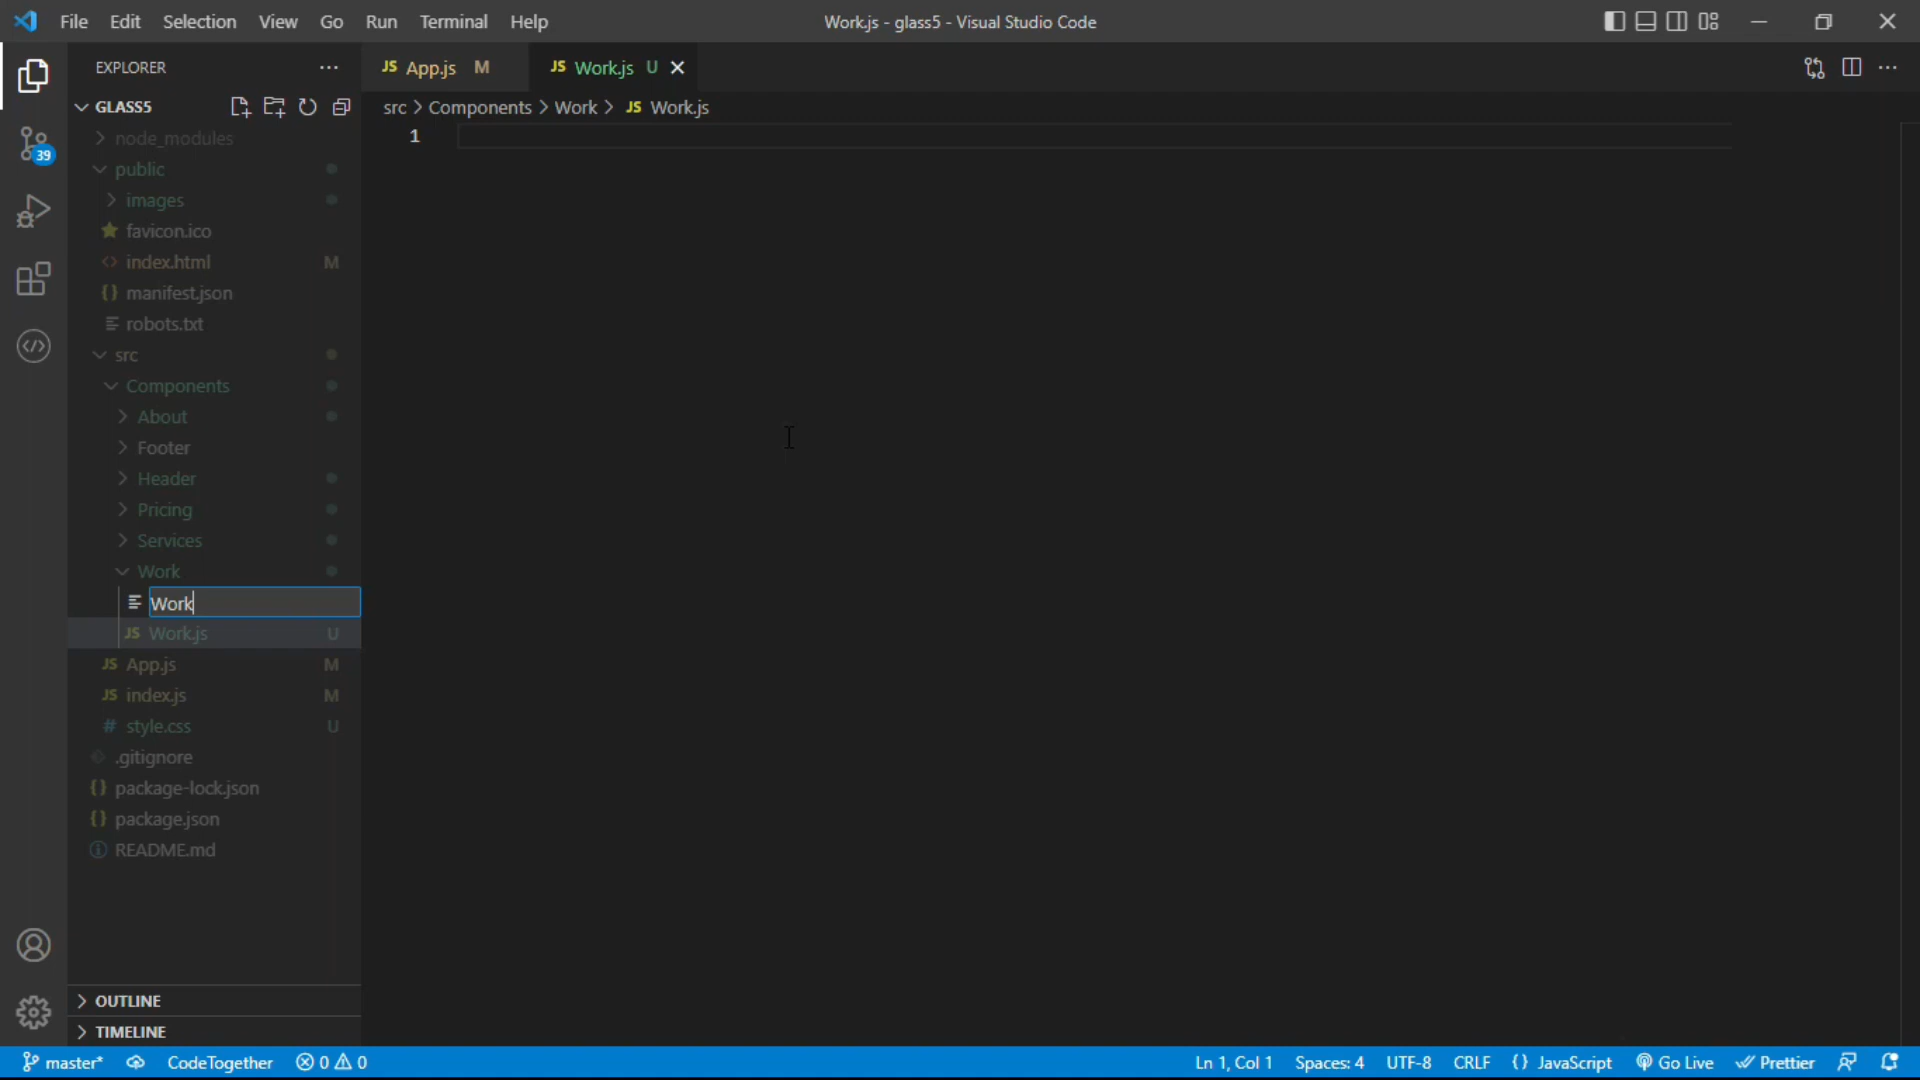 File Edit Selection View Go Run Terminal Help
Work.js - glass5 - Visual Studio Code
EXPLORER
JS App.js M
JS Work.js U
GLASS5
src > Components > Work > JS Work.js
1
node_modules
public
images
favicon.ico
index.html M
manifest.json
robots.txt
src
Components
About
Footer
Header
Pricing
Services
Work
Work
JS Work.js U
JS App.js M
JS index.js M
# style.css U
.gitignore
{} package-lock.json
{} package.json
README.md
39
OUTLINE
TIMELINE
master* CodeTogether 0 0 Ln 1, Col 1 Spaces: 4 UTF-8 CRLF {} JavaScript Go Live Prettier